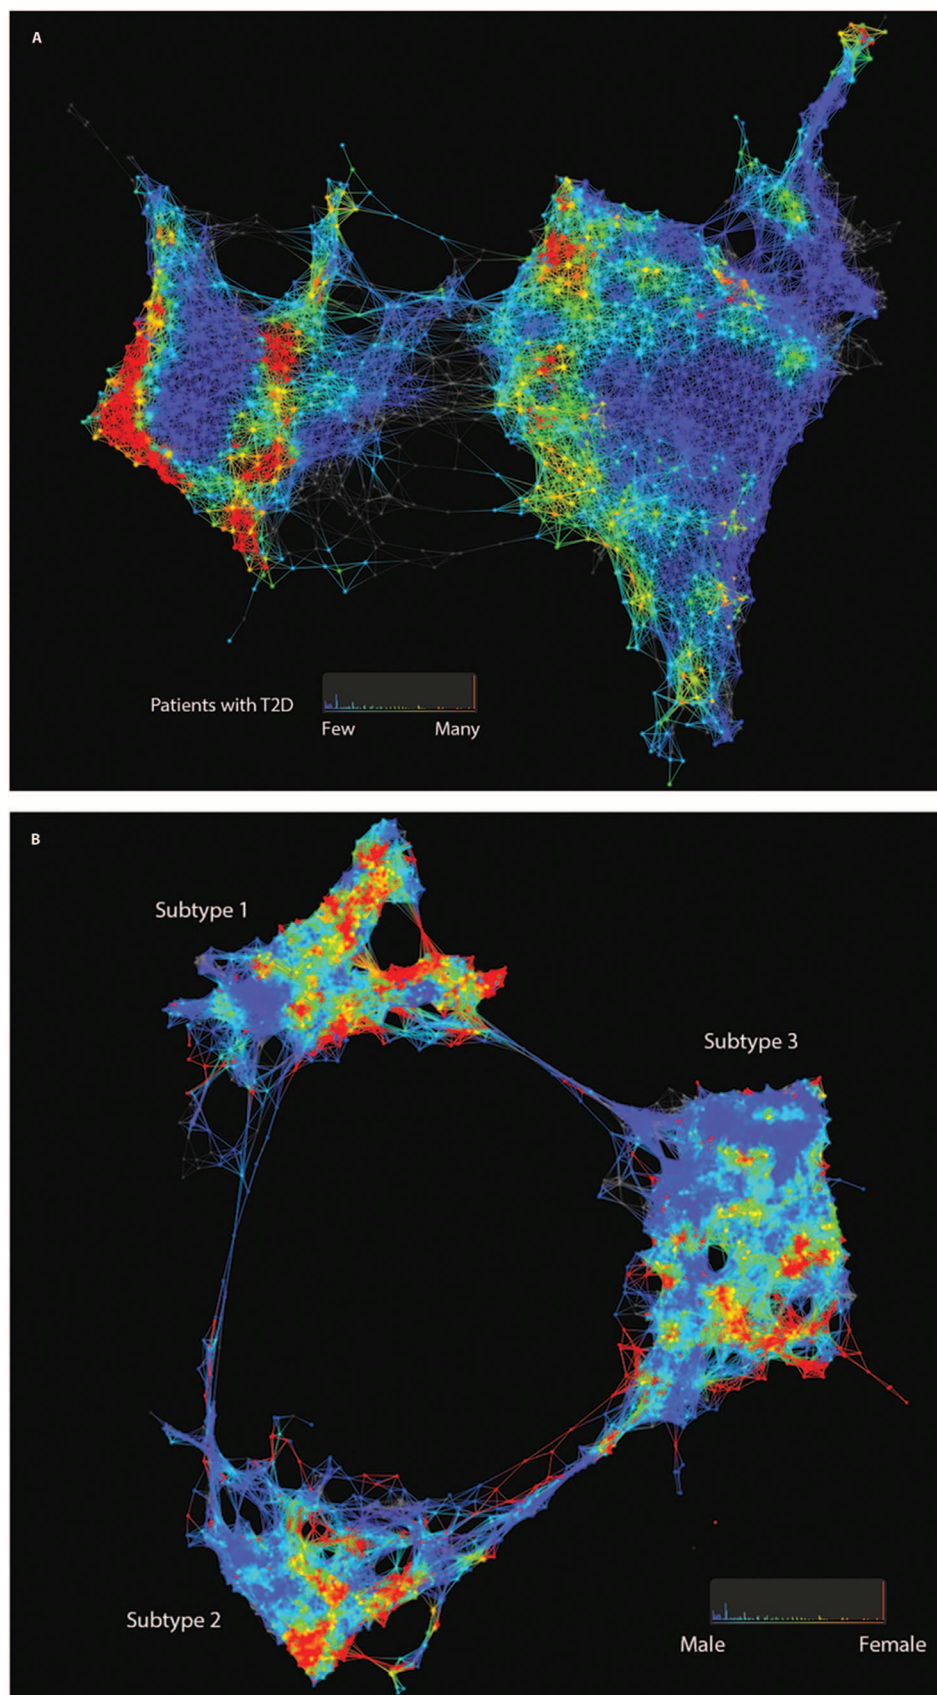 A
Patients with T2D
Few Many
B
Subtype 1
Subtype 3
Subtype 2
Male Female